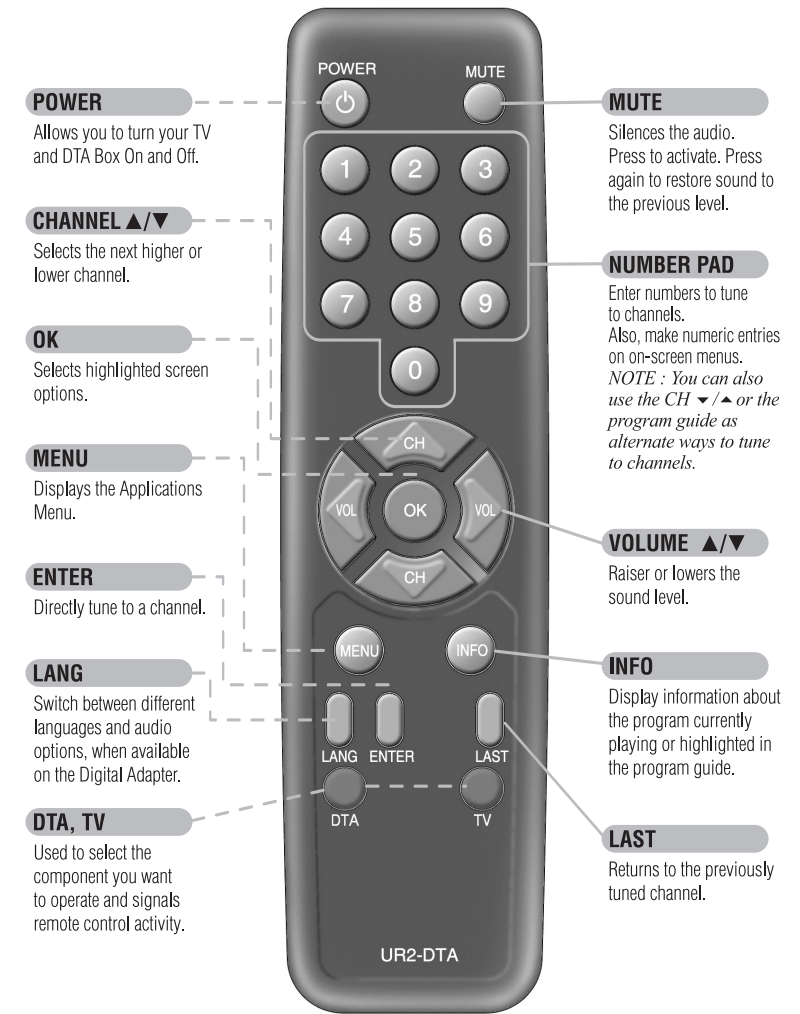 POWER
Allows you to turn your TV
and DTA Box On and Off.
CHANNEL ▲/▼
Selects the next higher or
lower channel.
OK
Selects highlighted screen
options.
MENU
Displays the Applications
Menu.
ENTER
Directly tune to a channel.
LANG
Switch between different
languages and audio
options, when available
on the Digital Adapter.
DTA, TV
Used to select the
component you want
to operate and signals
remote control activity.
POWER MUTE
1 2 3
4 5 6
7 8 9
0
CH
VOL OK VOL
CH
MENU INFO
LANG ENTER LAST
DTA TV
UR2-DTA
MUTE
Silences the audio.
Press to activate. Press
again to restore sound to
the previous level.
NUMBER PAD
Enter numbers to tune
to channels.
Also, make numeric entries
on on-screen menus.
NOTE : You can also
use the CH ▾/▴ or the
program guide as
alternate ways to tune
to channels.
VOLUME ▲/▼
Raiser or lowers the
sound level.
INFO
Display information about
the program currently
playing or highlighted in
the program guide.
LAST
Returns to the previously
tuned channel.